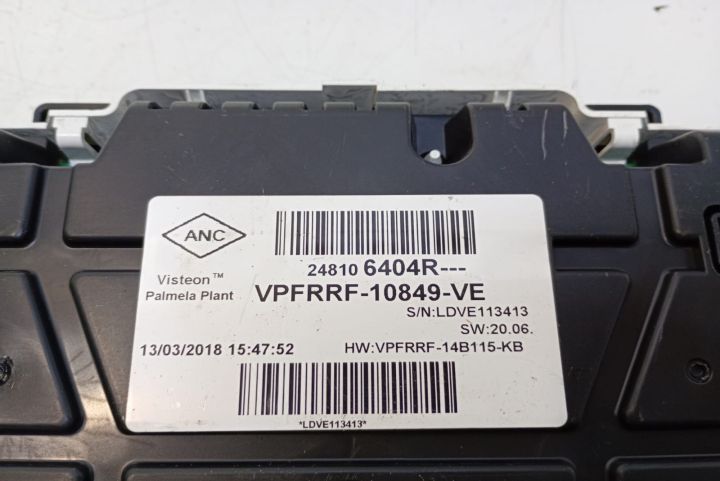 ANC
24810 6404R---
Visteon™
Palmela Plant
VPFRRF-10849-VE
S/N:LDVE113413
SW:20.06.
13/03/2018 15:47:52
HW:VPFRRF-14B115-KB
*LDVE113413*